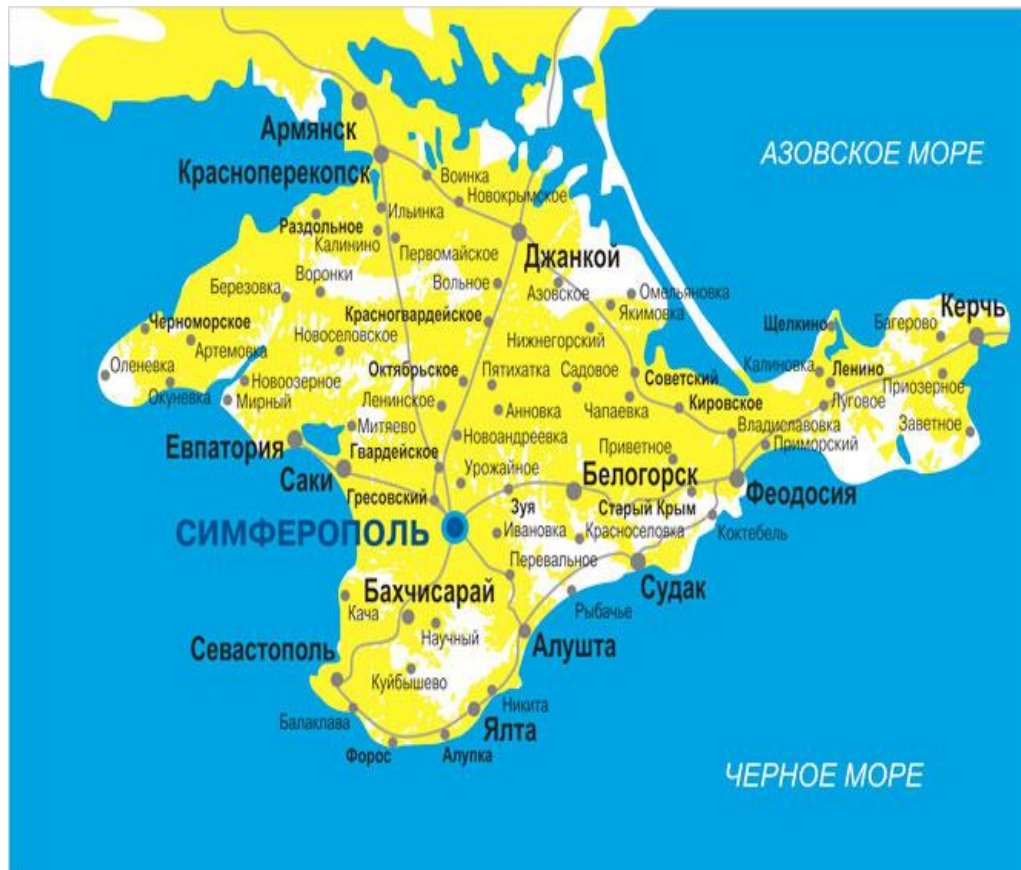 Армянск
АЗОВСКОЕ МОРЕ
Красноперекопск
Воинка
Новокрымское
Ильинка
Раздольное
Калинино
Первомайское
Джанкой
Воронки
Вольное
Березовка
Азовское
Омельяновка
Якимовка
Керчь
Черноморское
Красногвардейское
Щелкино
Багерово
Новоселовское
Нижнегорский
Артемовка
Оленевка
Октябрьское
Пятихатка
Садовое
Советский
Калиновка
Ленино
Новоозерное
Приозерное
Окуневка
Мирный
Ленинское
Анновка
Чапаевка
Кировское
Луговое
Митяево
Владиславовка
Заветное
Евпатория
Новоандреевка
Приветное
Приморский
Гвардейское
Саки
Урожайное
Белогорск
Феодосия
Гресовский
Зуя
Старый Крым
СИМФЕРОПОЛЬ
Ивановка
Красноселовка
Коктебель
Перевальное
Бахчисарай
Судак
Кача
Рыбачье
Научный
Севастополь
Алушта
Куйбышево
Никита
Балаклава
Ялта
Форос
Алупка
ЧЕРНОЕ МОРЕ